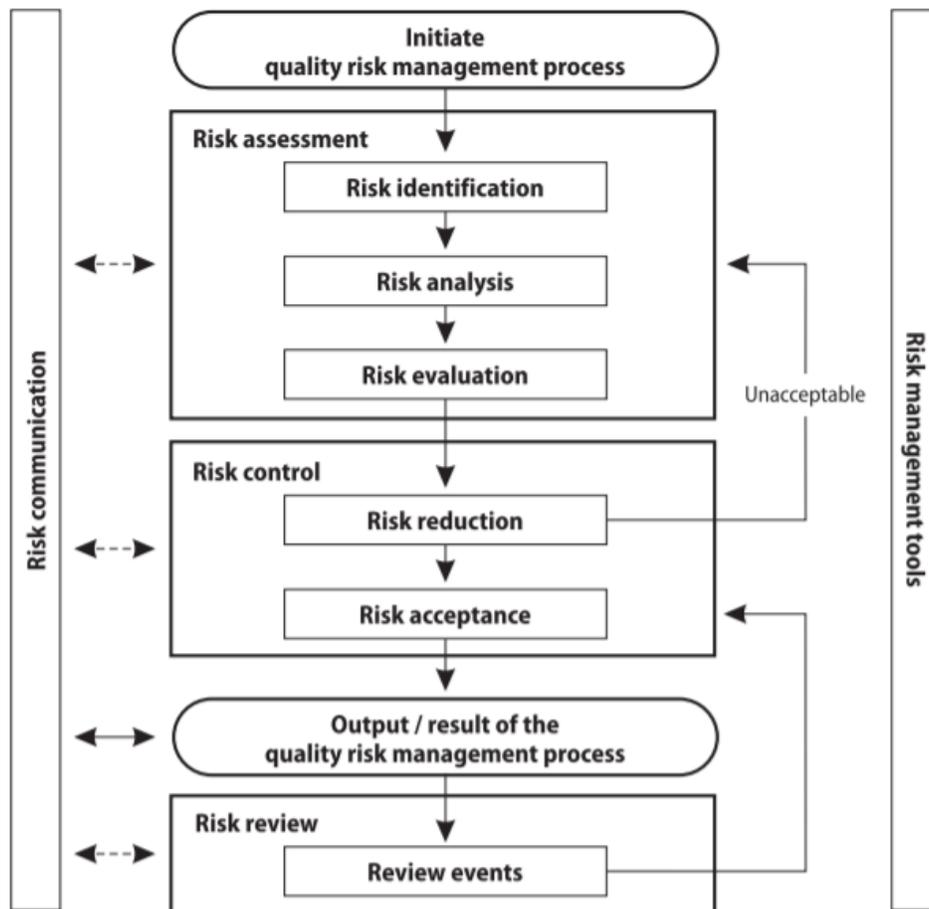 Initiate
quality risk management process
Risk assessment
Risk identification
Risk analysis
Risk evaluation
Unacceptable
Risk control
Risk reduction
Risk acceptance
Output / result of the
quality risk management process
Risk review
Review events
Risk communication
Risk management tools